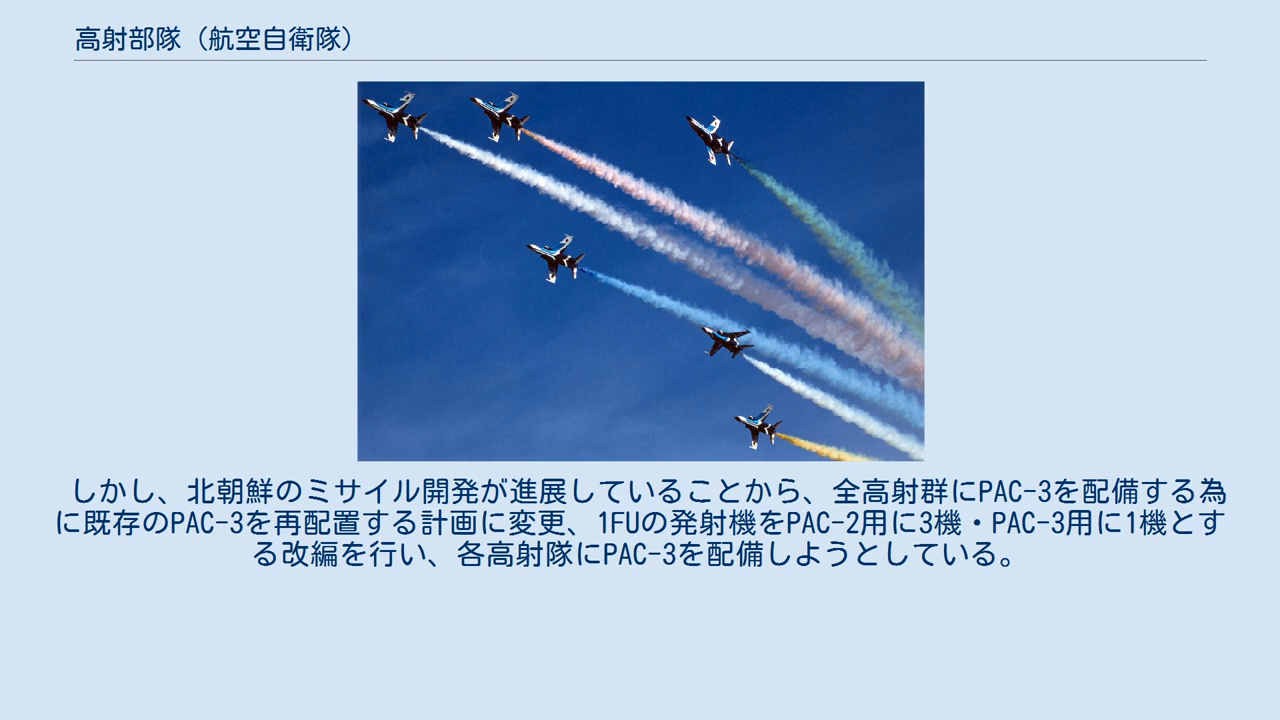 高射部隊（航空自衛隊）
しかし、北朝鮮のミサイル開発が進展していることから、全高射群にPAC-3を配備する為
に既存のPAC-3を再配置する計画に変更、1FUの発射機をPAC-2用に3機・PAC-3用に1機とす
る改編を行い、各高射隊にPAC-3を配備しようとしている。